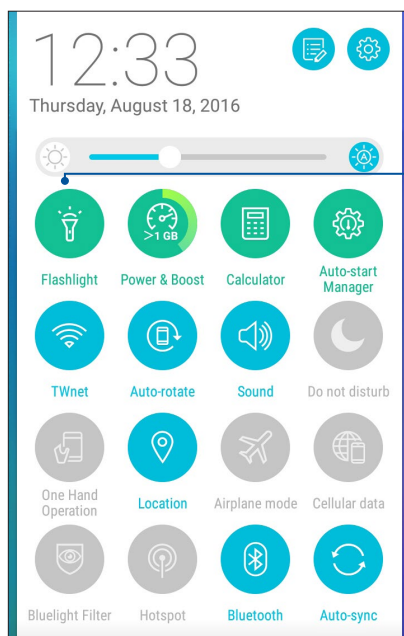 12:33
Thursday, August 18, 2016
A
>1 GB
Flashlight
Power & Boost
Calculator
Auto-start
Manager
TWnet
Auto-rotate
Sound
Do not disturb
One Hand
Operation
Location
Airplane mode
Cellular data
Bluelight Filter
Hotspot
Bluetooth
Auto-sync